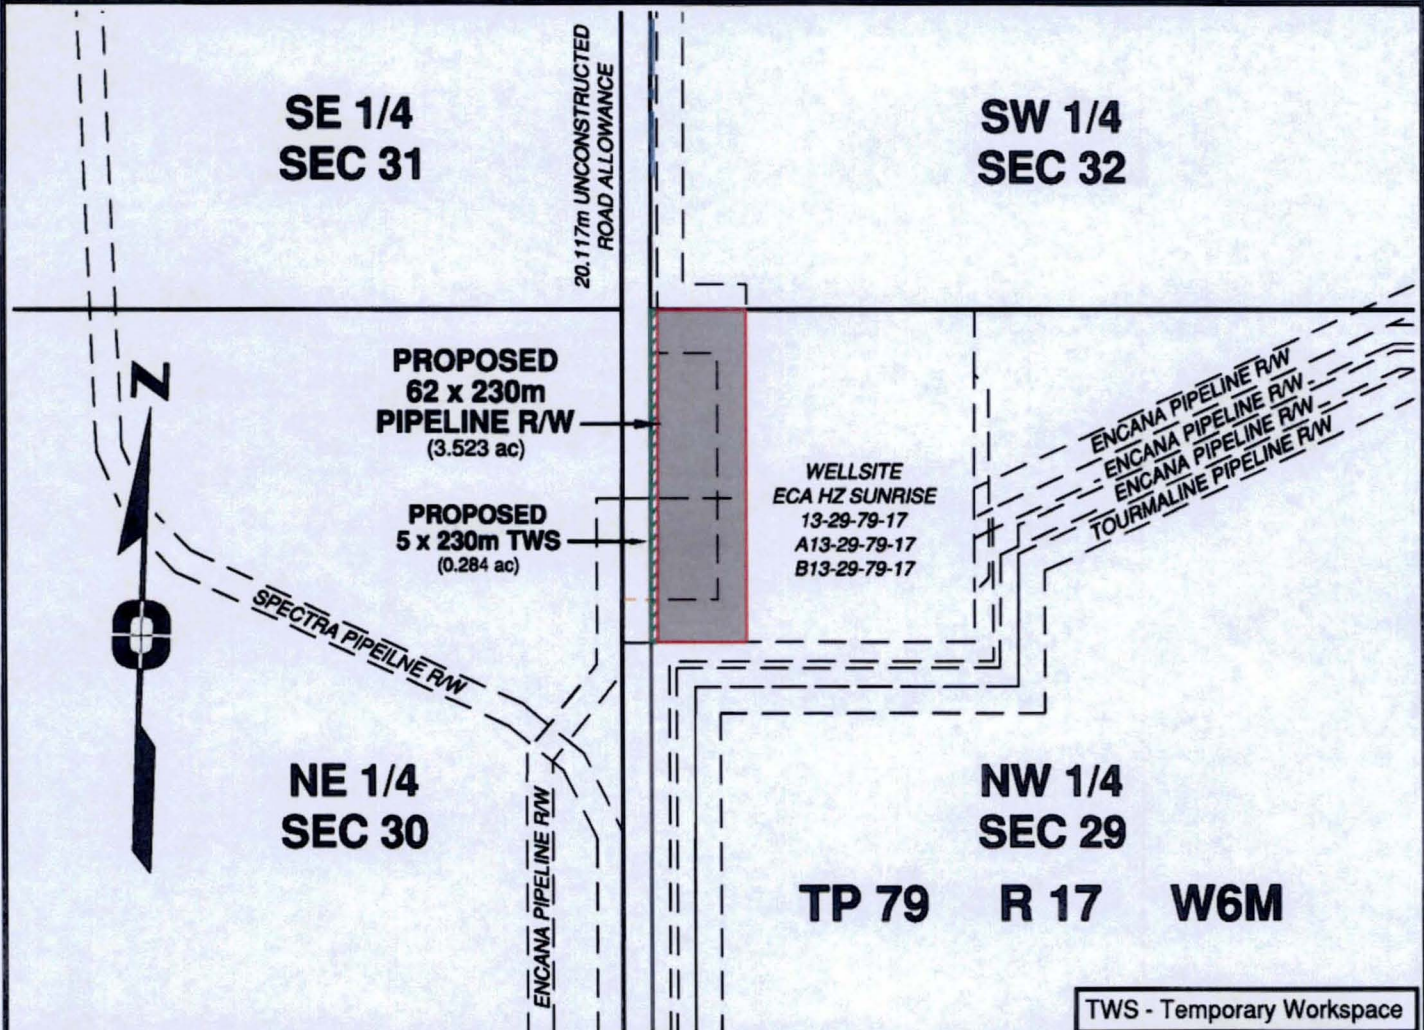 20.117m UNCONSTRUCTED
ROAD ALLOWANCE
SE 1/4
SEC 31
SW 1/4
SEC 32
Z
PROPOSED
62 x 230m
PIPELINE R/W
(3.523 ac)
PROPOSED
5 x 230m TWS
(0.284 ac)
WELLSITE
ECA HZ SUNRISE
13-29-79-17
A13-29-79-17
B13-29-79-17
ENCANA PIPELINE R/W
ENCANA PIPELINE R/W
ENCANA PIPELINE R/W
TOURMALINE PIPELINE R/W
SPECTRA PIPEILNE R/W
ENCANA PIPELINE R/W
NE 1/4
SEC 30
NW 1/4
SEC 29
TP 79 R 17 W6M
TWS - Temporary Workspace